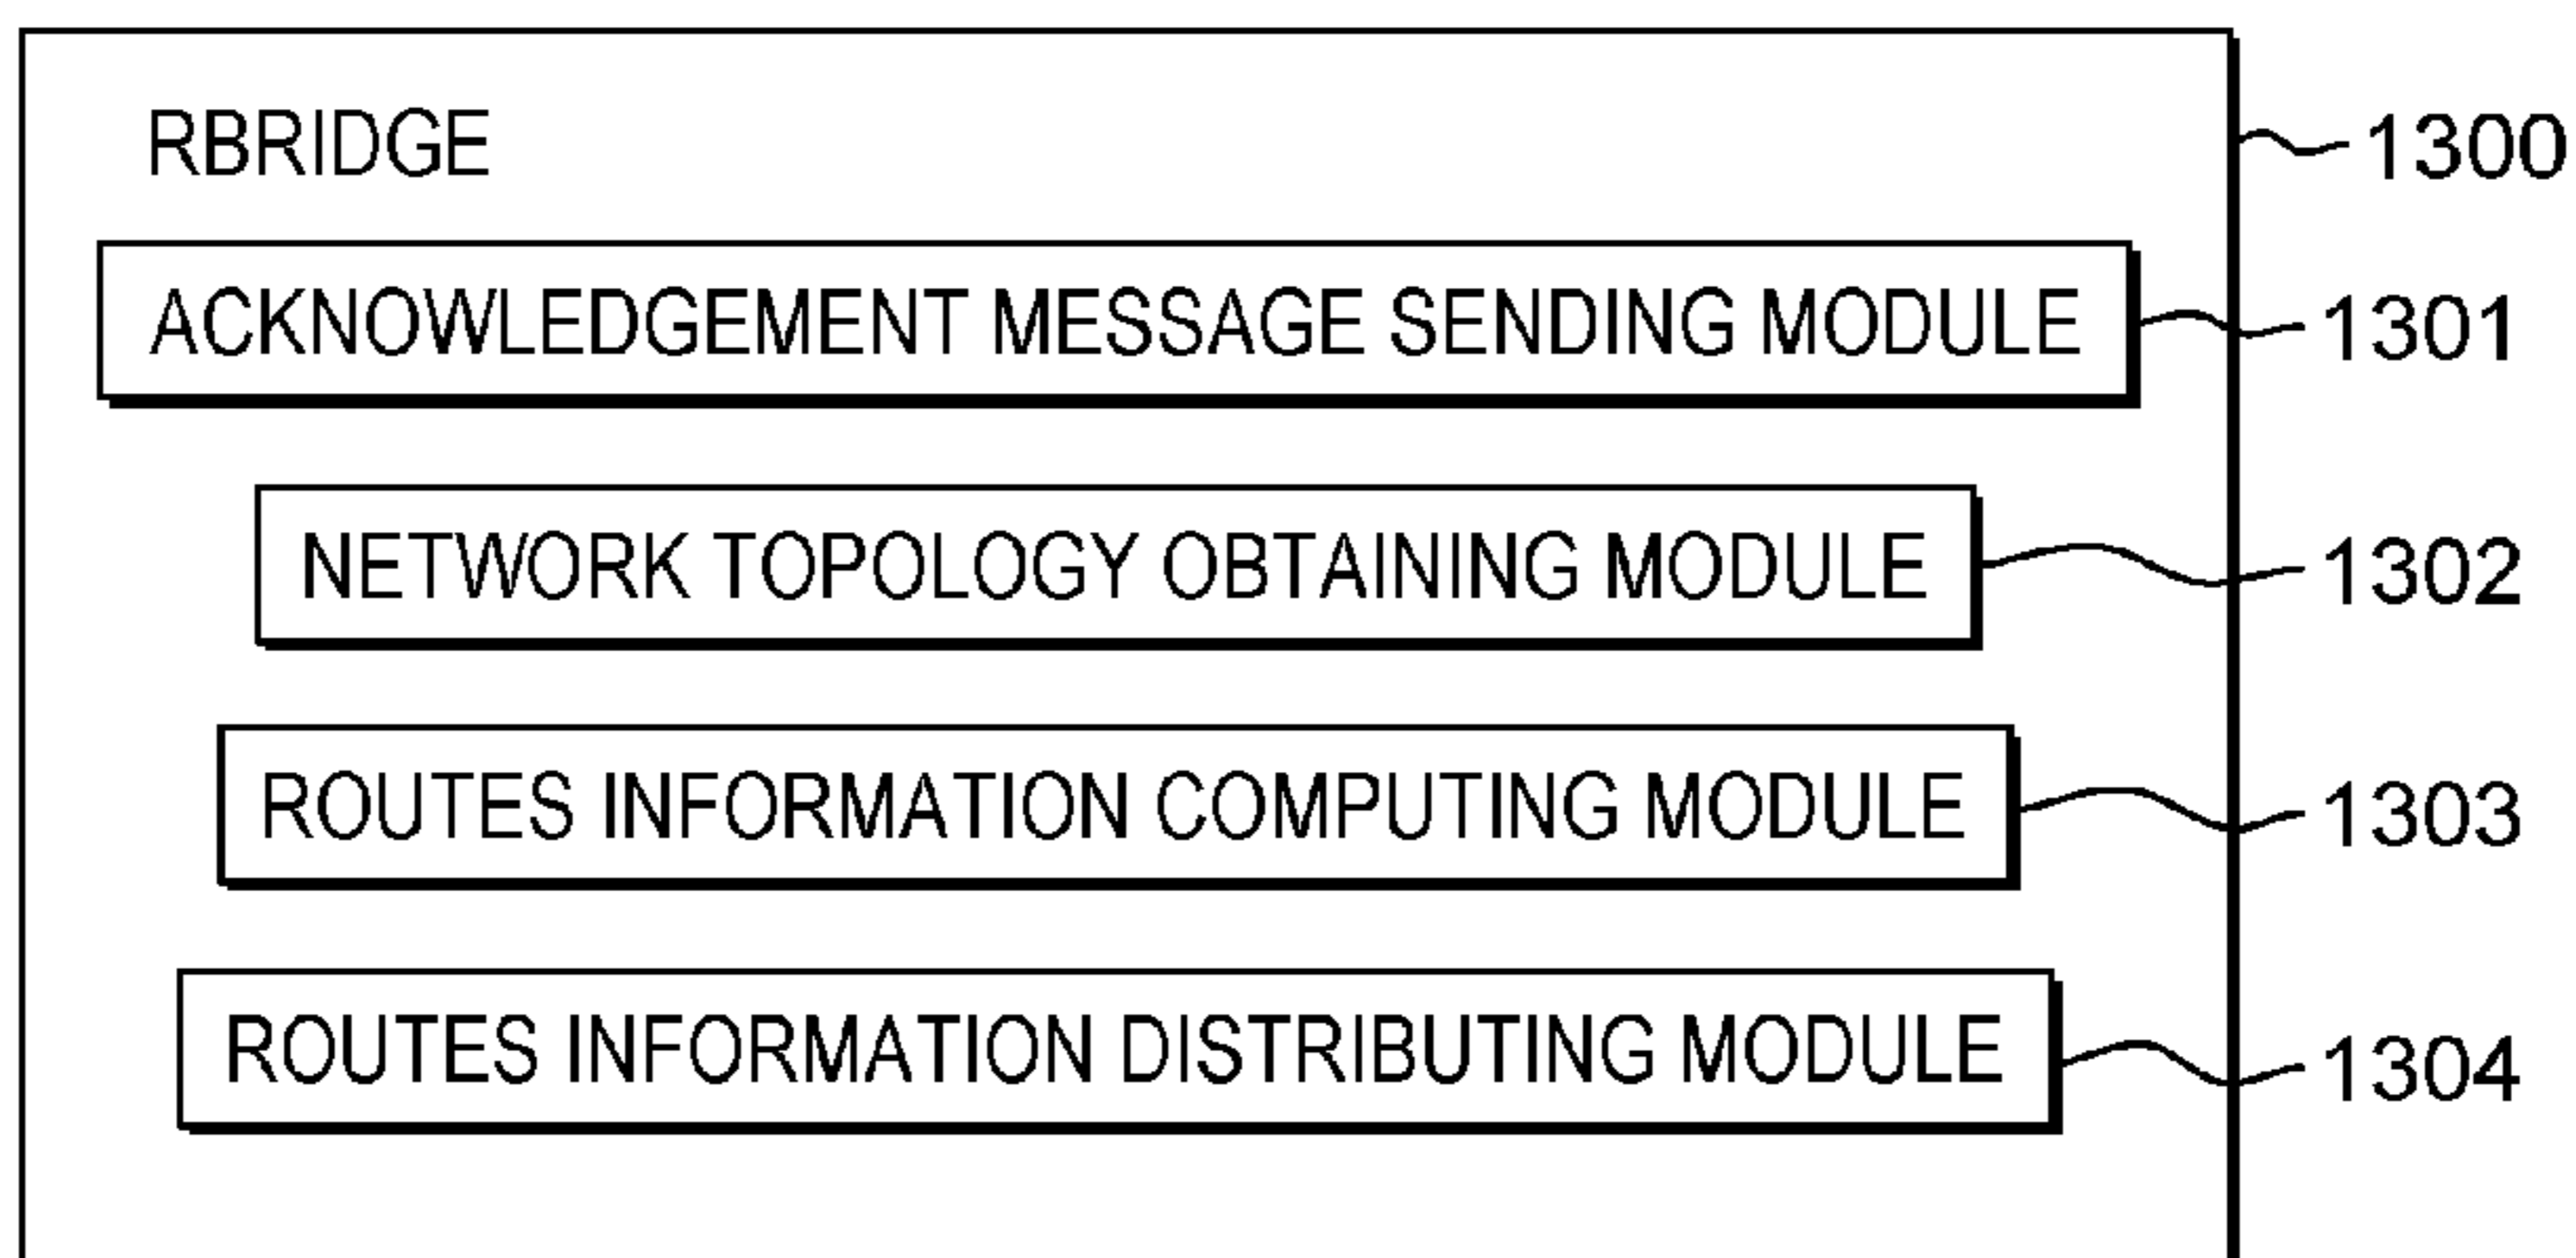 RBRIDGE
1300
ACKNOWLEDGEMENT MESSAGE SENDING MODULE
1301
NETWORK TOPOLOGY OBTAINING MODULE
1302
ROUTES INFORMATION COMPUTING MODULE
1303
ROUTES INFORMATION DISTRIBUTING MODULE
1304